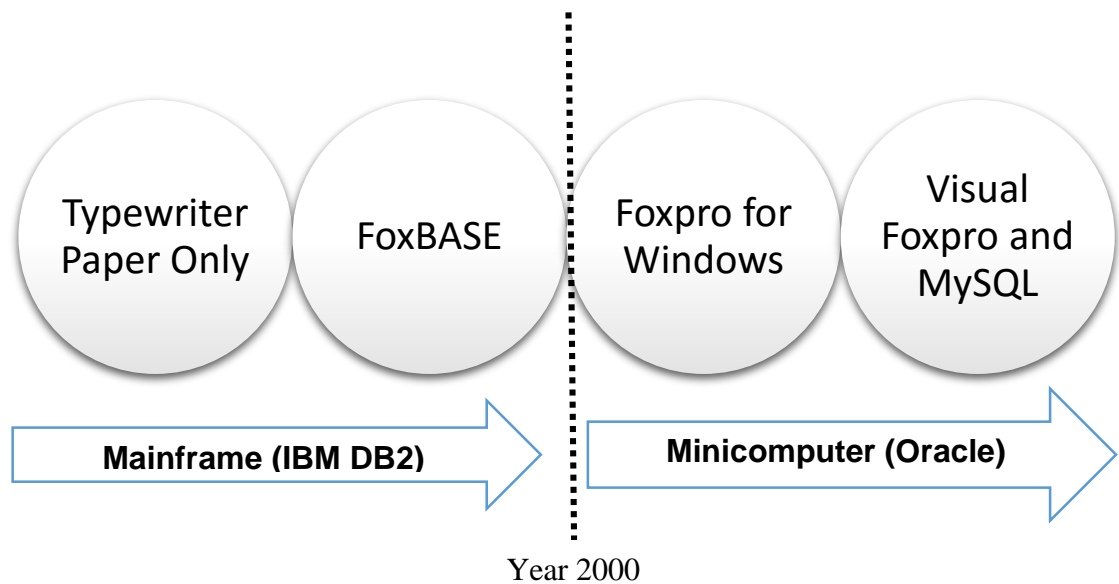 Typewriter
Paper Only
FoxBASE
Foxpro for
Windows
Visual
Foxpro and
MySQL
Mainframe (IBM DB2)
Minicomputer (Oracle)
Year 2000